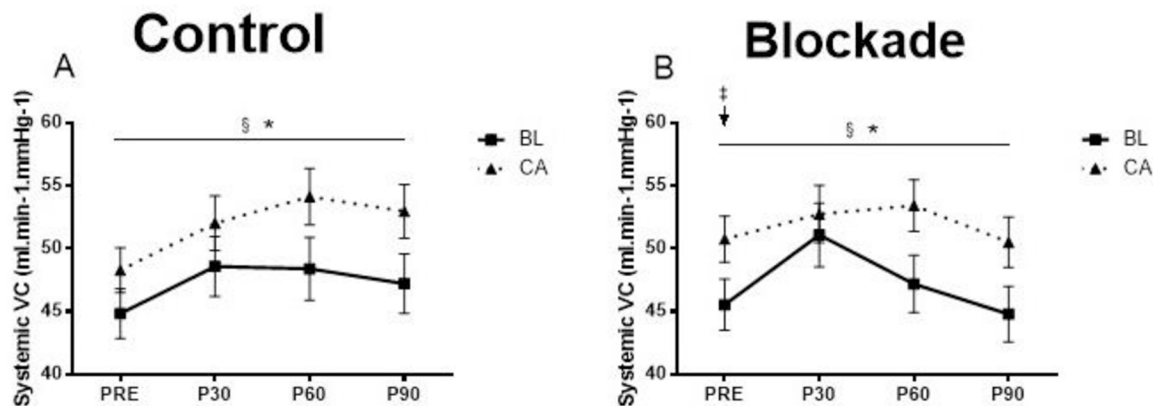 Control
A
Systemic VC (ml.min-1.mmHg-1)
60
55
50
45
40
§ *
PRE
P30
P60
P90
BL
CA
Blockade
B
Systemic VC (ml.min-1.mmHg-1)
60
55
50
45
40
‡
§ *
PRE
P30
P60
P90
BL
CA